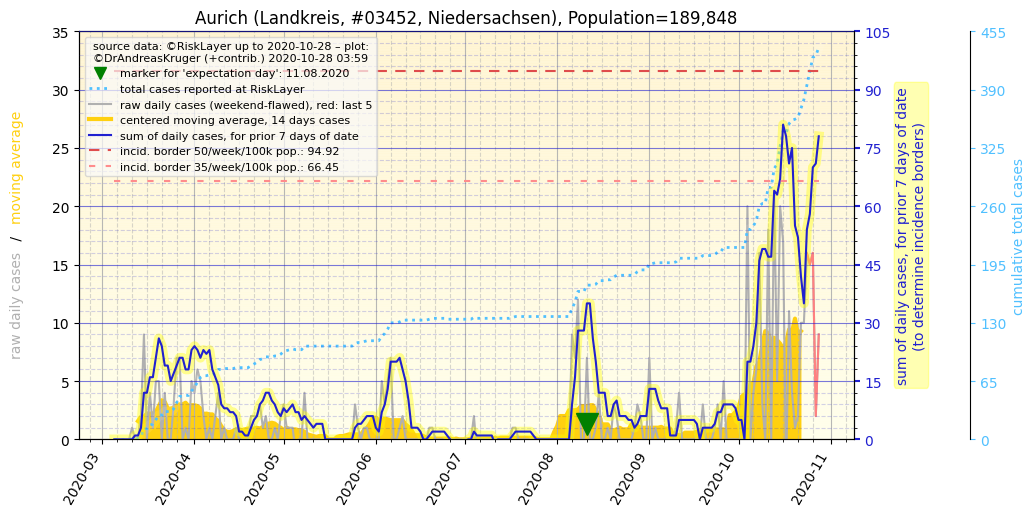 Aurich (Landkreis, #03452, Niedersachsen), Population=189,848
source data: ©RiskLayer up to 2020-10-28 – plot:
©DrAndreasKruger (+contrib.) 2020-10-28 03:59
marker for 'expectation day': 11.08.2020
total cases reported at RiskLayer
raw daily cases (weekend-flawed), red: last 5
centered moving average, 14 days cases
sum of daily cases, for prior 7 days of date
incid. border 50/week/100k pop.: 94.92
incid. border 35/week/100k pop.: 66.45
raw daily cases / moving average
35
30
25
20
15
10
5
0
2020-03
2020-04
2020-05
2020-06
2020-07
2020-08
2020-09
2020-10
2020-11
105
90
75
60
45
30
15
0
sum of daily cases, for prior 7 days of date
(to determine incidence borders)
455
390
325
260
195
130
65
0
cumulative total cases